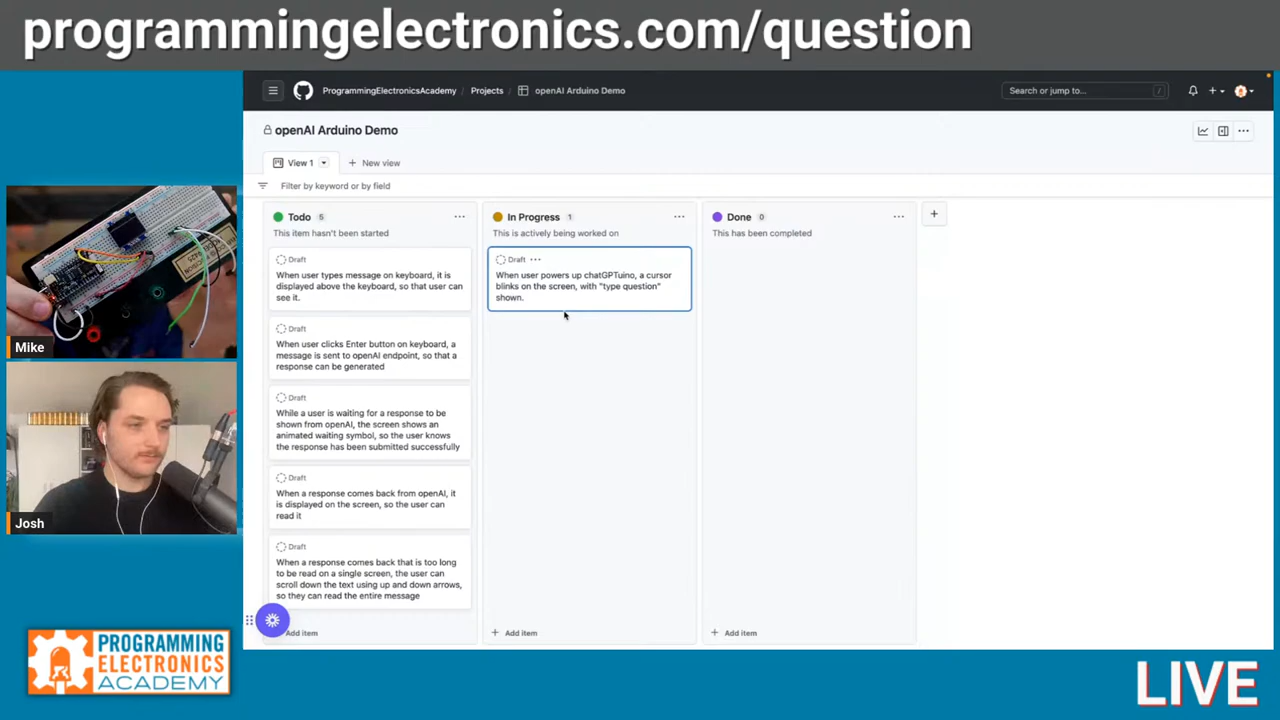 programmingelectronics.com/question
ProgrammingElectronicsAcademy / Projects / openAI Arduino Demo
Search or jump to... /
openAI Arduino Demo
View 1
+ New view
Filter by keyword or by field
Todo 5
This item hasn't been started
Draft
When user types message on keyboard, it is
displayed above the keyboard, so that user can
see it.
Draft
When user clicks Enter button on keyboard, a
message is sent to openAI endpoint, so that a
response can be generated
Draft
While a user is waiting for a response to be
shown from openAI, the screen shows an
animated waiting symbol, so the user knows
the response has been submitted successfully
Draft
When a response comes back from openAI, it
is displayed on the screen, so the user can
read it
Draft
When a response comes back that is too long
to be read on a single screen, the user can
scroll down the text using up and down arrows,
so they can read the entire message
Add item
In Progress 1
This is actively being worked on
Draft
When user powers up chatGPTuino, a cursor
blinks on the screen, with "type question"
shown.
+ Add item
Done 0
This has been completed
+ Add item
Mike
Josh
PROGRAMMING
ELECTRONICS
ACADEMY
LIVE